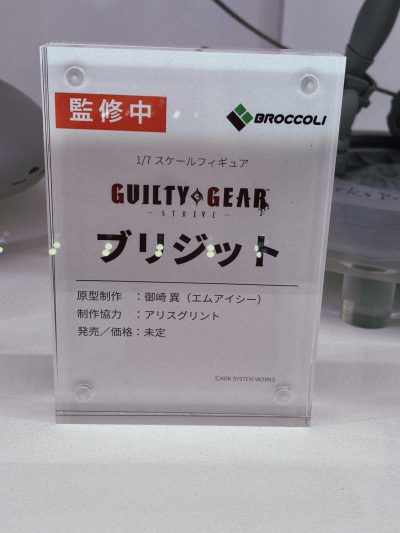 監修中
BROCCOLI
1/7 スケールフィギュア
GUILTY GEAR
STRIVE
ブリジット
原型制作　：御崎 異（エムアイシー）
制作協力　：アリスグリント
発売／価格：未定
©ARK SYSTEM WORKS